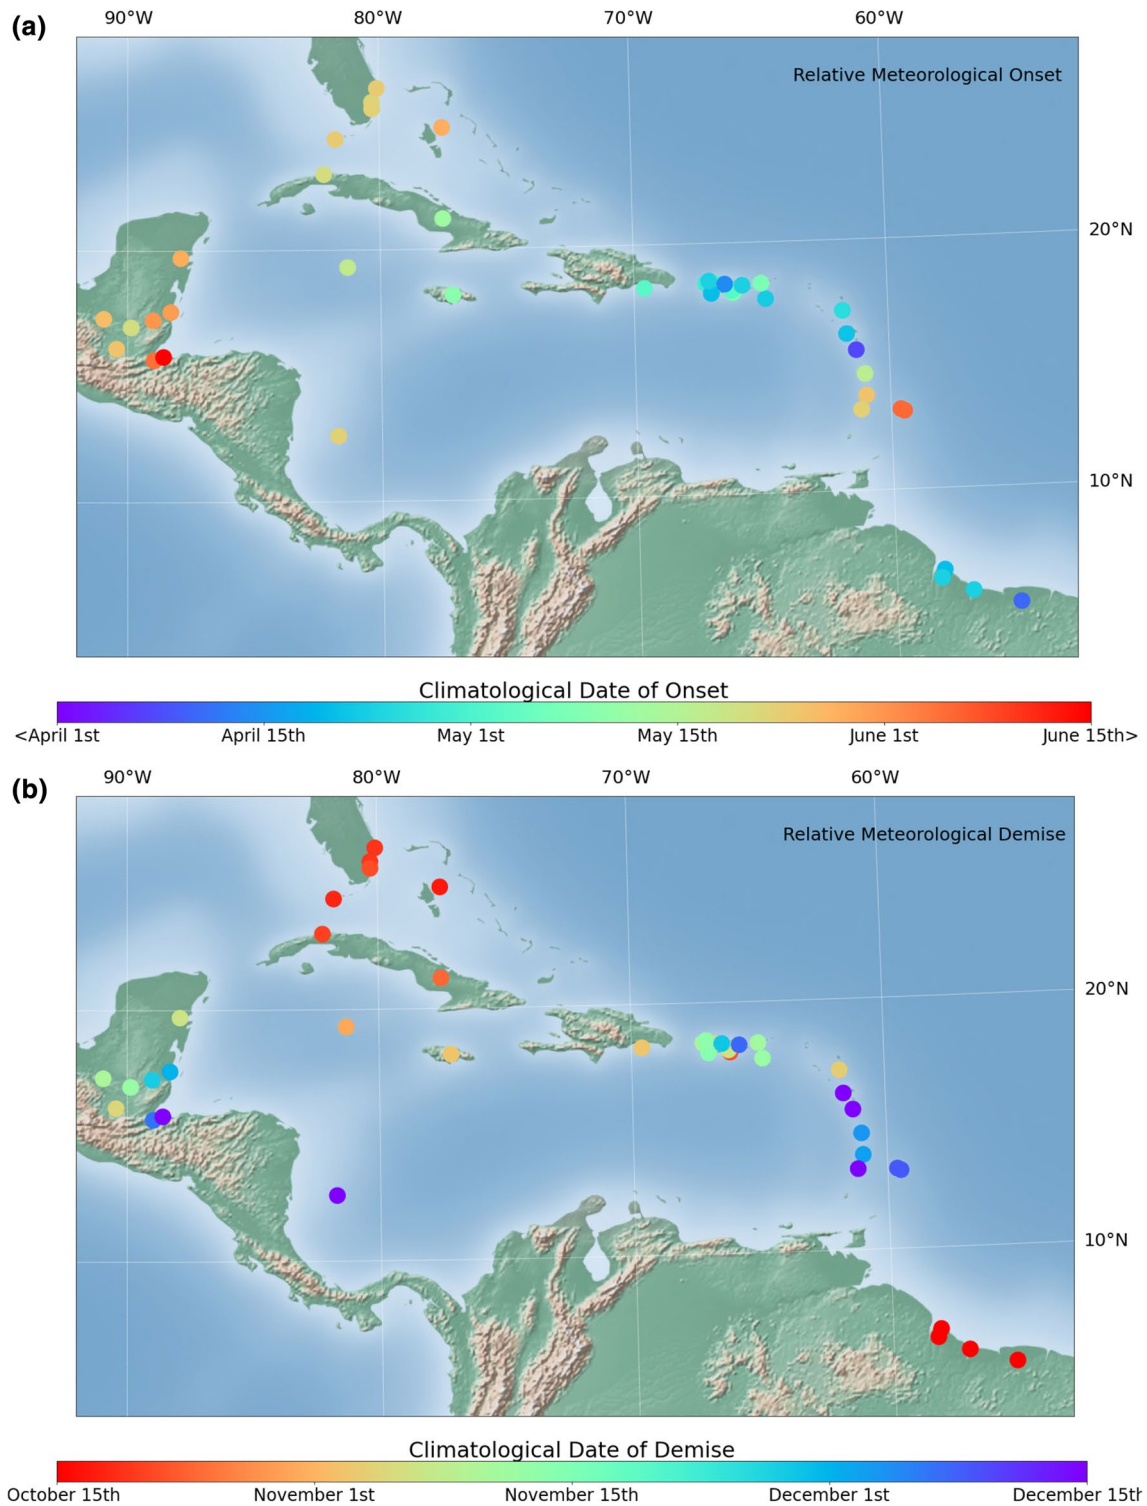 (a)
90°W 80°W 70°W 60°W
Relative Meteorological Onset
20°N
10°N
Climatological Date of Onset
<April 1st April 15th May 1st May 15th June 1st June 15th>
(b)
90°W 80°W 70°W 60°W
Relative Meteorological Demise
20°N
10°N
Climatological Date of Demise
October 15th November 1st November 15th December 1st December 15th